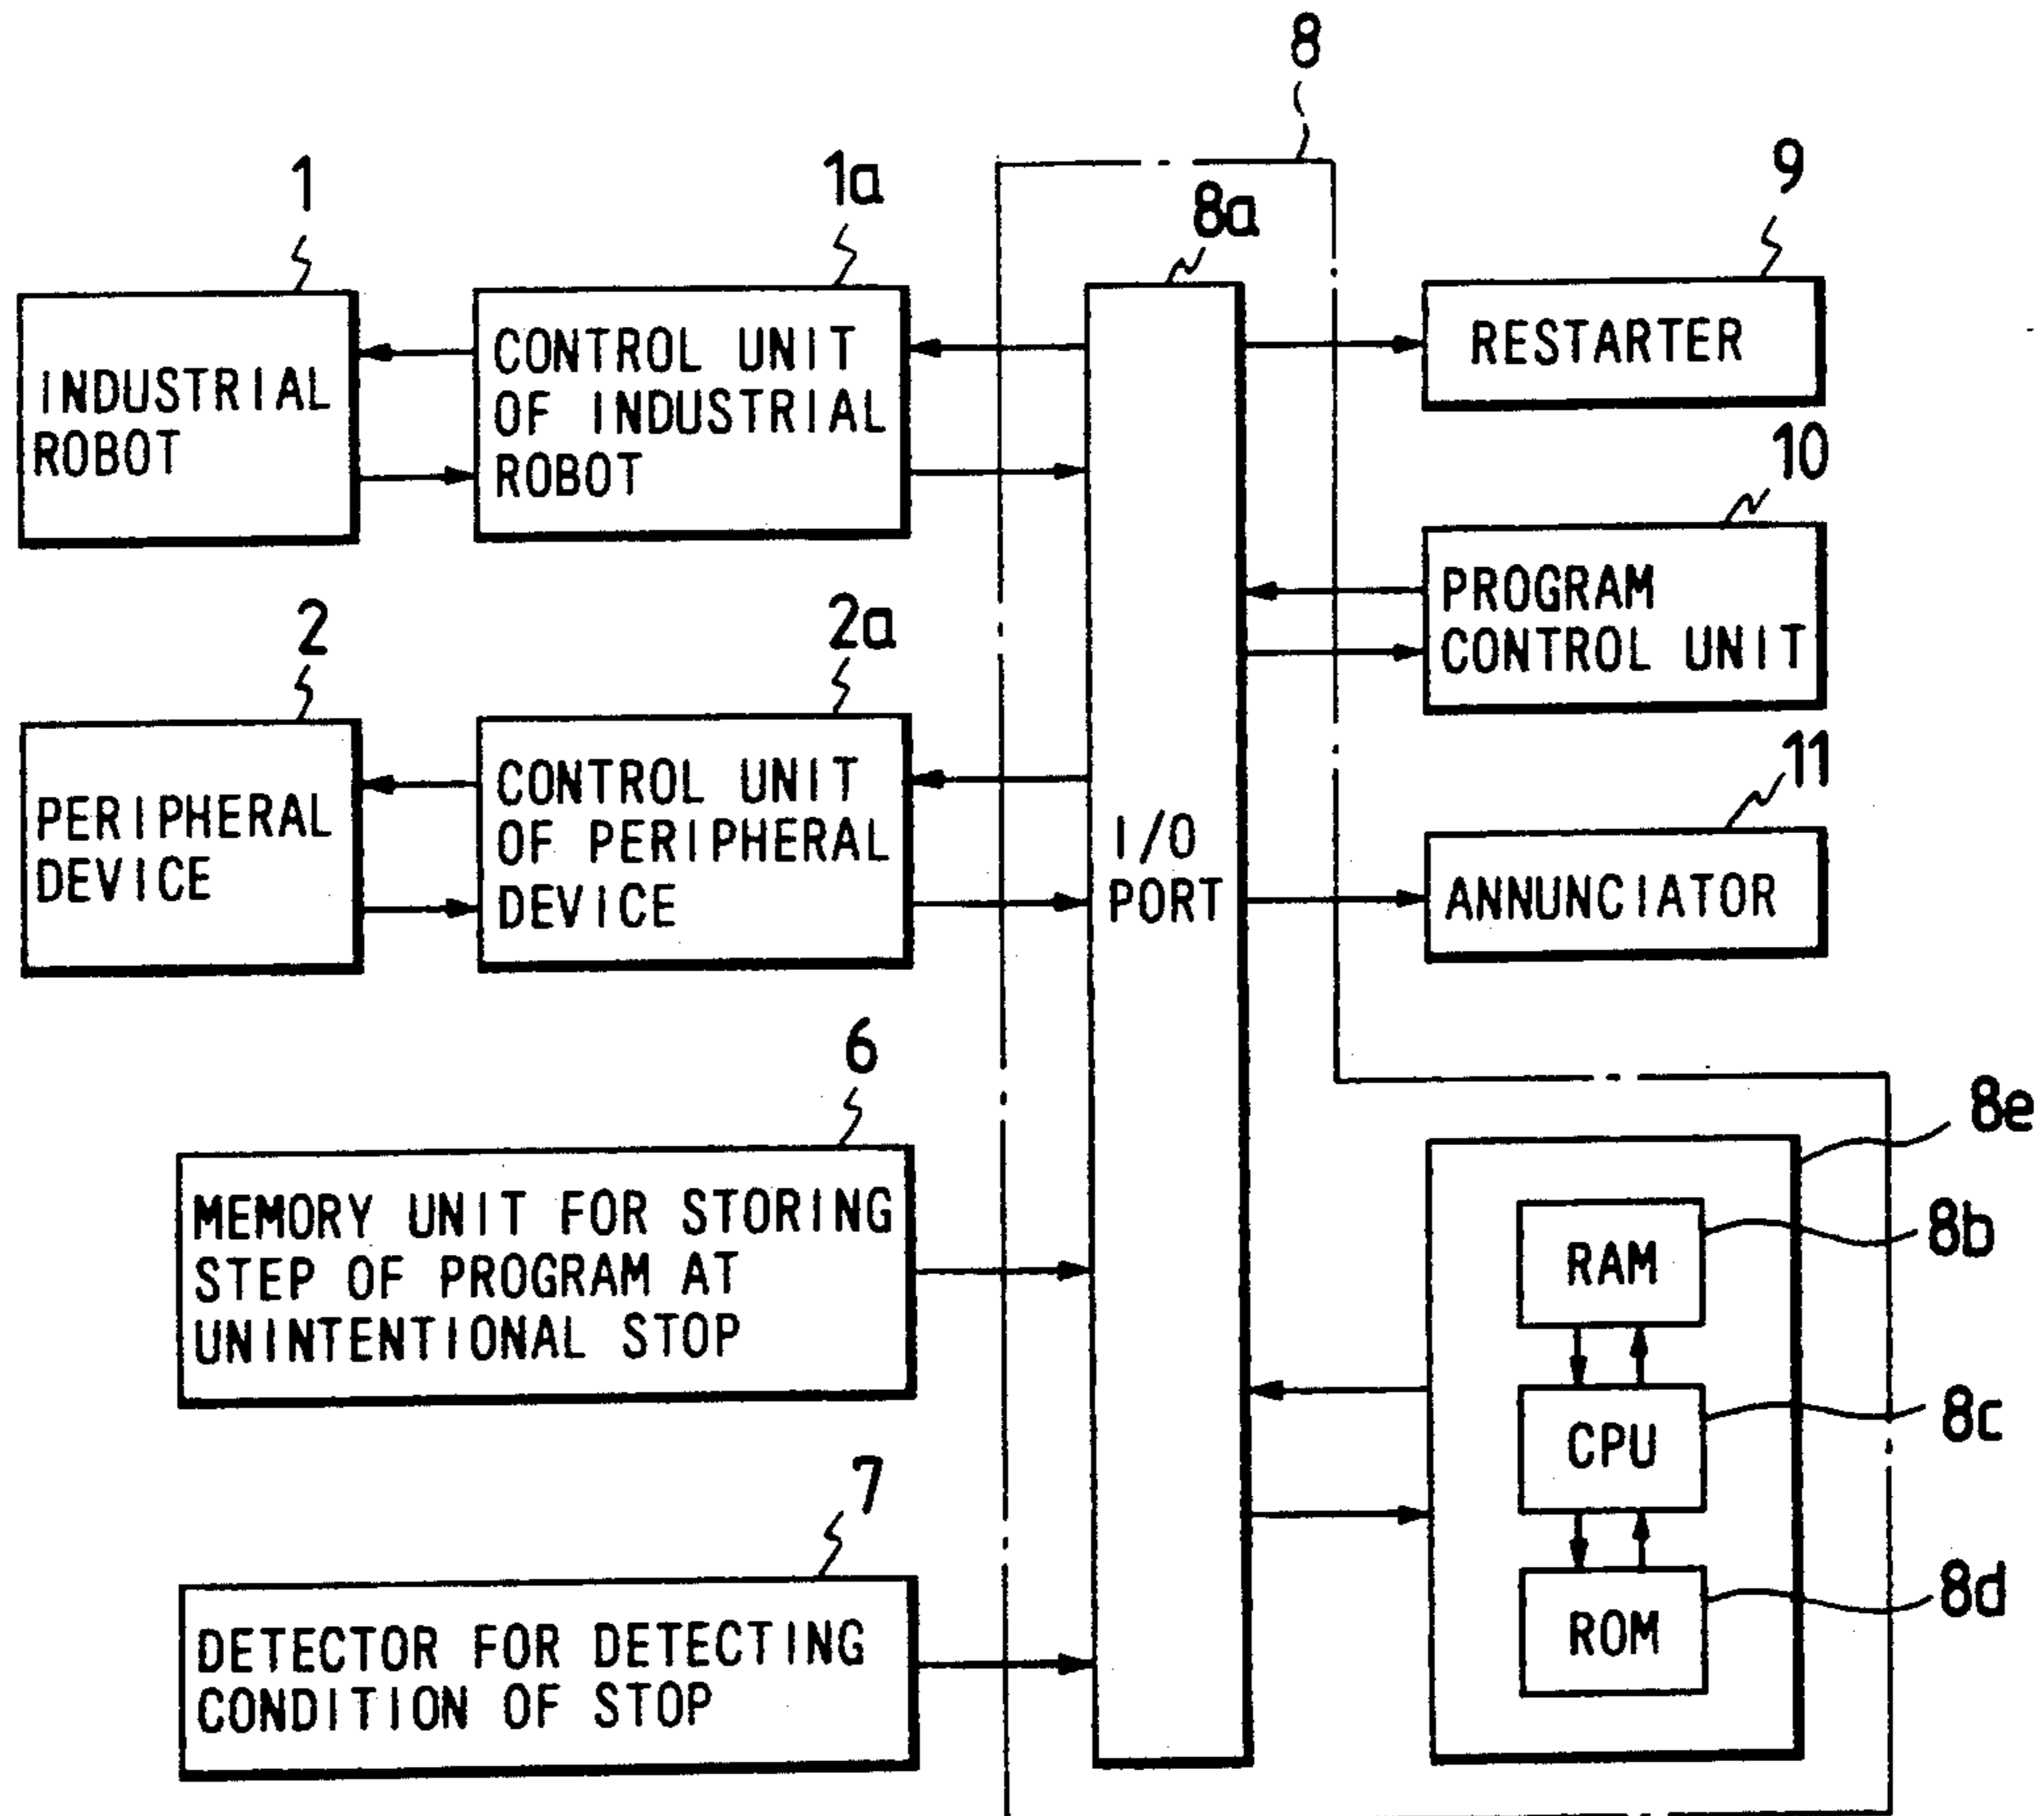 8
1
1a
8a
9
INDUSTRIAL
ROBOT
CONTROL UNIT
OF INDUSTRIAL
ROBOT
RESTARTER
10
PROGRAM
CONTROL UNIT
2
2a
11
PERIPHERAL
DEVICE
CONTROL UNIT
OF PERIPHERAL
DEVICE
I/O
PORT
ANNUNCIATOR
6
MEMORY UNIT FOR STORING
STEP OF PROGRAM AT
UNINTENTIONAL STOP
8e
8b
RAM
8c
CPU
8d
ROM
7
DETECTOR FOR DETECTING
CONDITION OF STOP